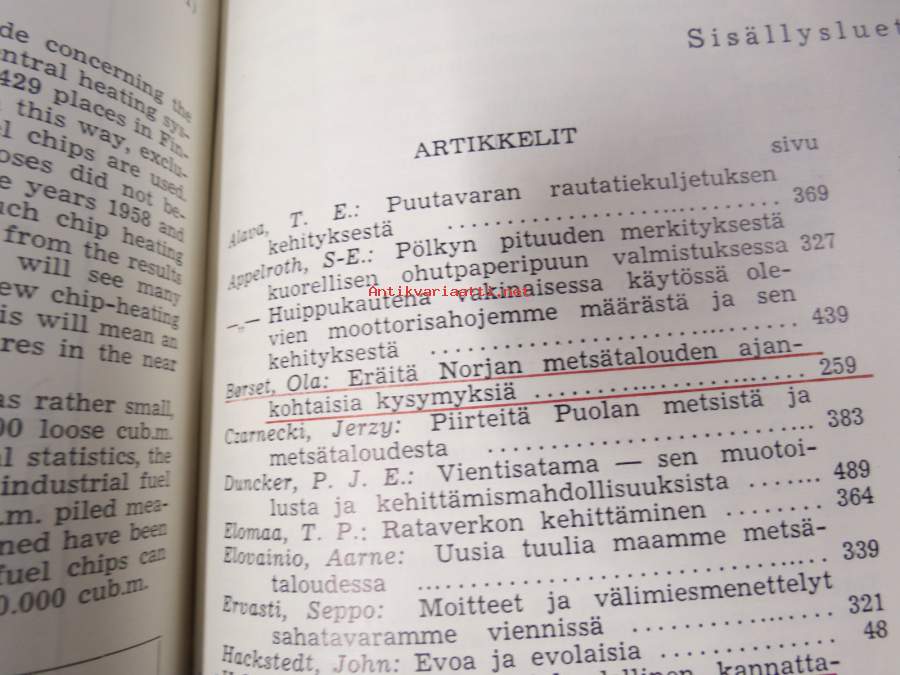 de concerning the
ntral heating sys-
429 places in Fin-
this way, exclu-
l chips are used.
oses did not be-
e years 1958 and
uch chip heating
from the results
will see many
ew chip-heating
is will mean an
res in the near
as rather small,
00 loose cub.m.
al statistics, the
industrial fuel
.m. piled mea-
ned have been
fuel chips can
0.000 cub.m.
Sisällysluet
ARTIKKELIT
sivu
Alava, T. E.: Puutavaran rautatiekuljetuksen
kehityksestä .......... 369
Appelroth, S-E.: Pölkyn pituuden merkityksestä
kuorellisen ohutpaperipuun valmistuksessa 327
—„— Huippukautena vakinaisessa käytössä ole-
vien moottorisahojemme määrästä ja sen
kehityksestä .......... 439
Børset, Ola: Eräitä Norjan metsätalouden ajan-
kohtaisia kysymyksiä .......... 259
Czarnecki, Jerzy: Piirteitä Puolan metsistä ja
metsätaloudesta .......... 383
Duncker, P. J. E.: Vientisatama — sen muotoi-
lusta ja kehittämismahdollisuuksista ....... 489
Elomaa, T. P.: Rataverkon kehittäminen ........ 364
Elovainio, Aarne: Uusia tuulia maamme metsä-
taloudessa .......... 339
Ervasti, Seppo: Moitteet ja välimiesmenettelyt
sahatavaramme viennissä .......... 321
Hackstedt, John: Evoa ja evolaisia .......... 48
kannatta-
Antikvariaattk.net